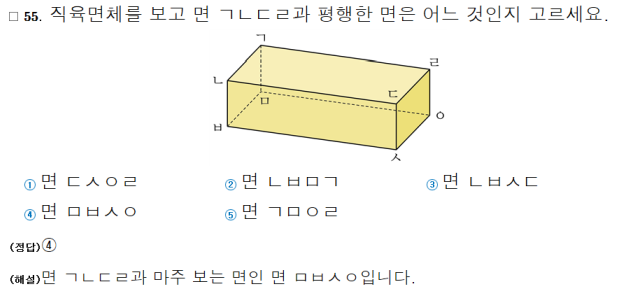 □ 55. 직육면체를 보고 면 ㄱㄴㄷㄹ과 평행한 면은 어느 것인지 고르세요.
ㄱ
ㄹ
ㄴ
ㄷ
ㅁ
ㅇ
ㅂ
ㅅ
① 면 ㄷㅅㅇㄹ ② 면 ㄴㅂㅁㄱ ③ 면 ㄴㅂㅅㄷ
④ 면 ㅁㅂㅅㅇ ⑤ 면 ㄱㅁㅇㄹ
(정답)④
(해설)면 ㄱㄴㄷㄹ과 마주 보는 면인 면 ㅁㅂㅅㅇ입니다.